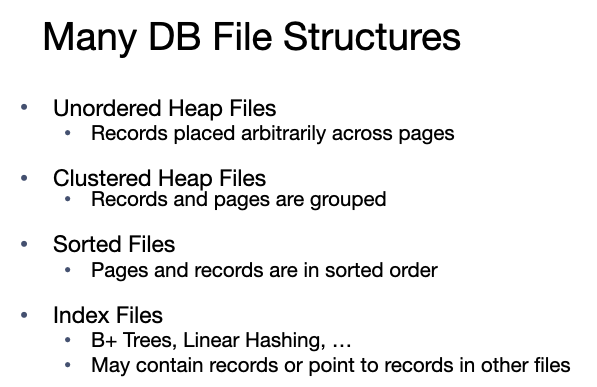 Many DB File Structures
• Unordered Heap Files
• Records placed arbitrarily across pages
• Clustered Heap Files
• Records and pages are grouped
• Sorted Files
• Pages and records are in sorted order
• Index Files
• B+ Trees, Linear Hashing, …
• May contain records or point to records in other files